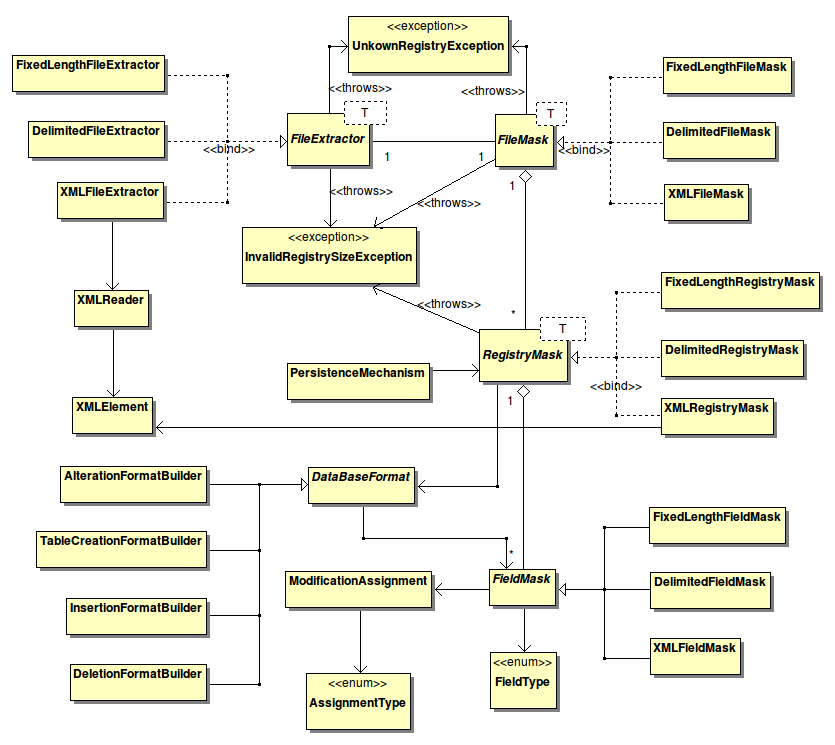 <<exception>>
UnkownRegistryException
FixedLengthFileExtractor
FixedLengthFileMask
<<throws>>
<<throws>>
T
T
DelimitedFileExtractor
FileExtractor
FileMask
DelimitedFileMask
<<bind>>
<<bind>>
1
1
XMLFileExtractor
<<throws>>
1
XMLFileMask
<<throws>>
<<exception>>
InvalidRegistrySizeException
FixedLengthRegistryMask
XMLReader
<<throws>>
*
T
RegistryMask
DelimitedRegistryMask
PersistenceMechanism
<<bind>>
XMLElement
1
XMLRegistryMask
AlterationFormatBuilder
DataBaseFormat
FixedLengthFieldMask
TableCreationFormatBuilder
*
ModificationAssignment
FieldMask
DelimitedFieldMask
InsertionFormatBuilder
XMLFieldMask
DeletionFormatBuilder
<<enum>>
AssignmentType
<<enum>>
FieldType